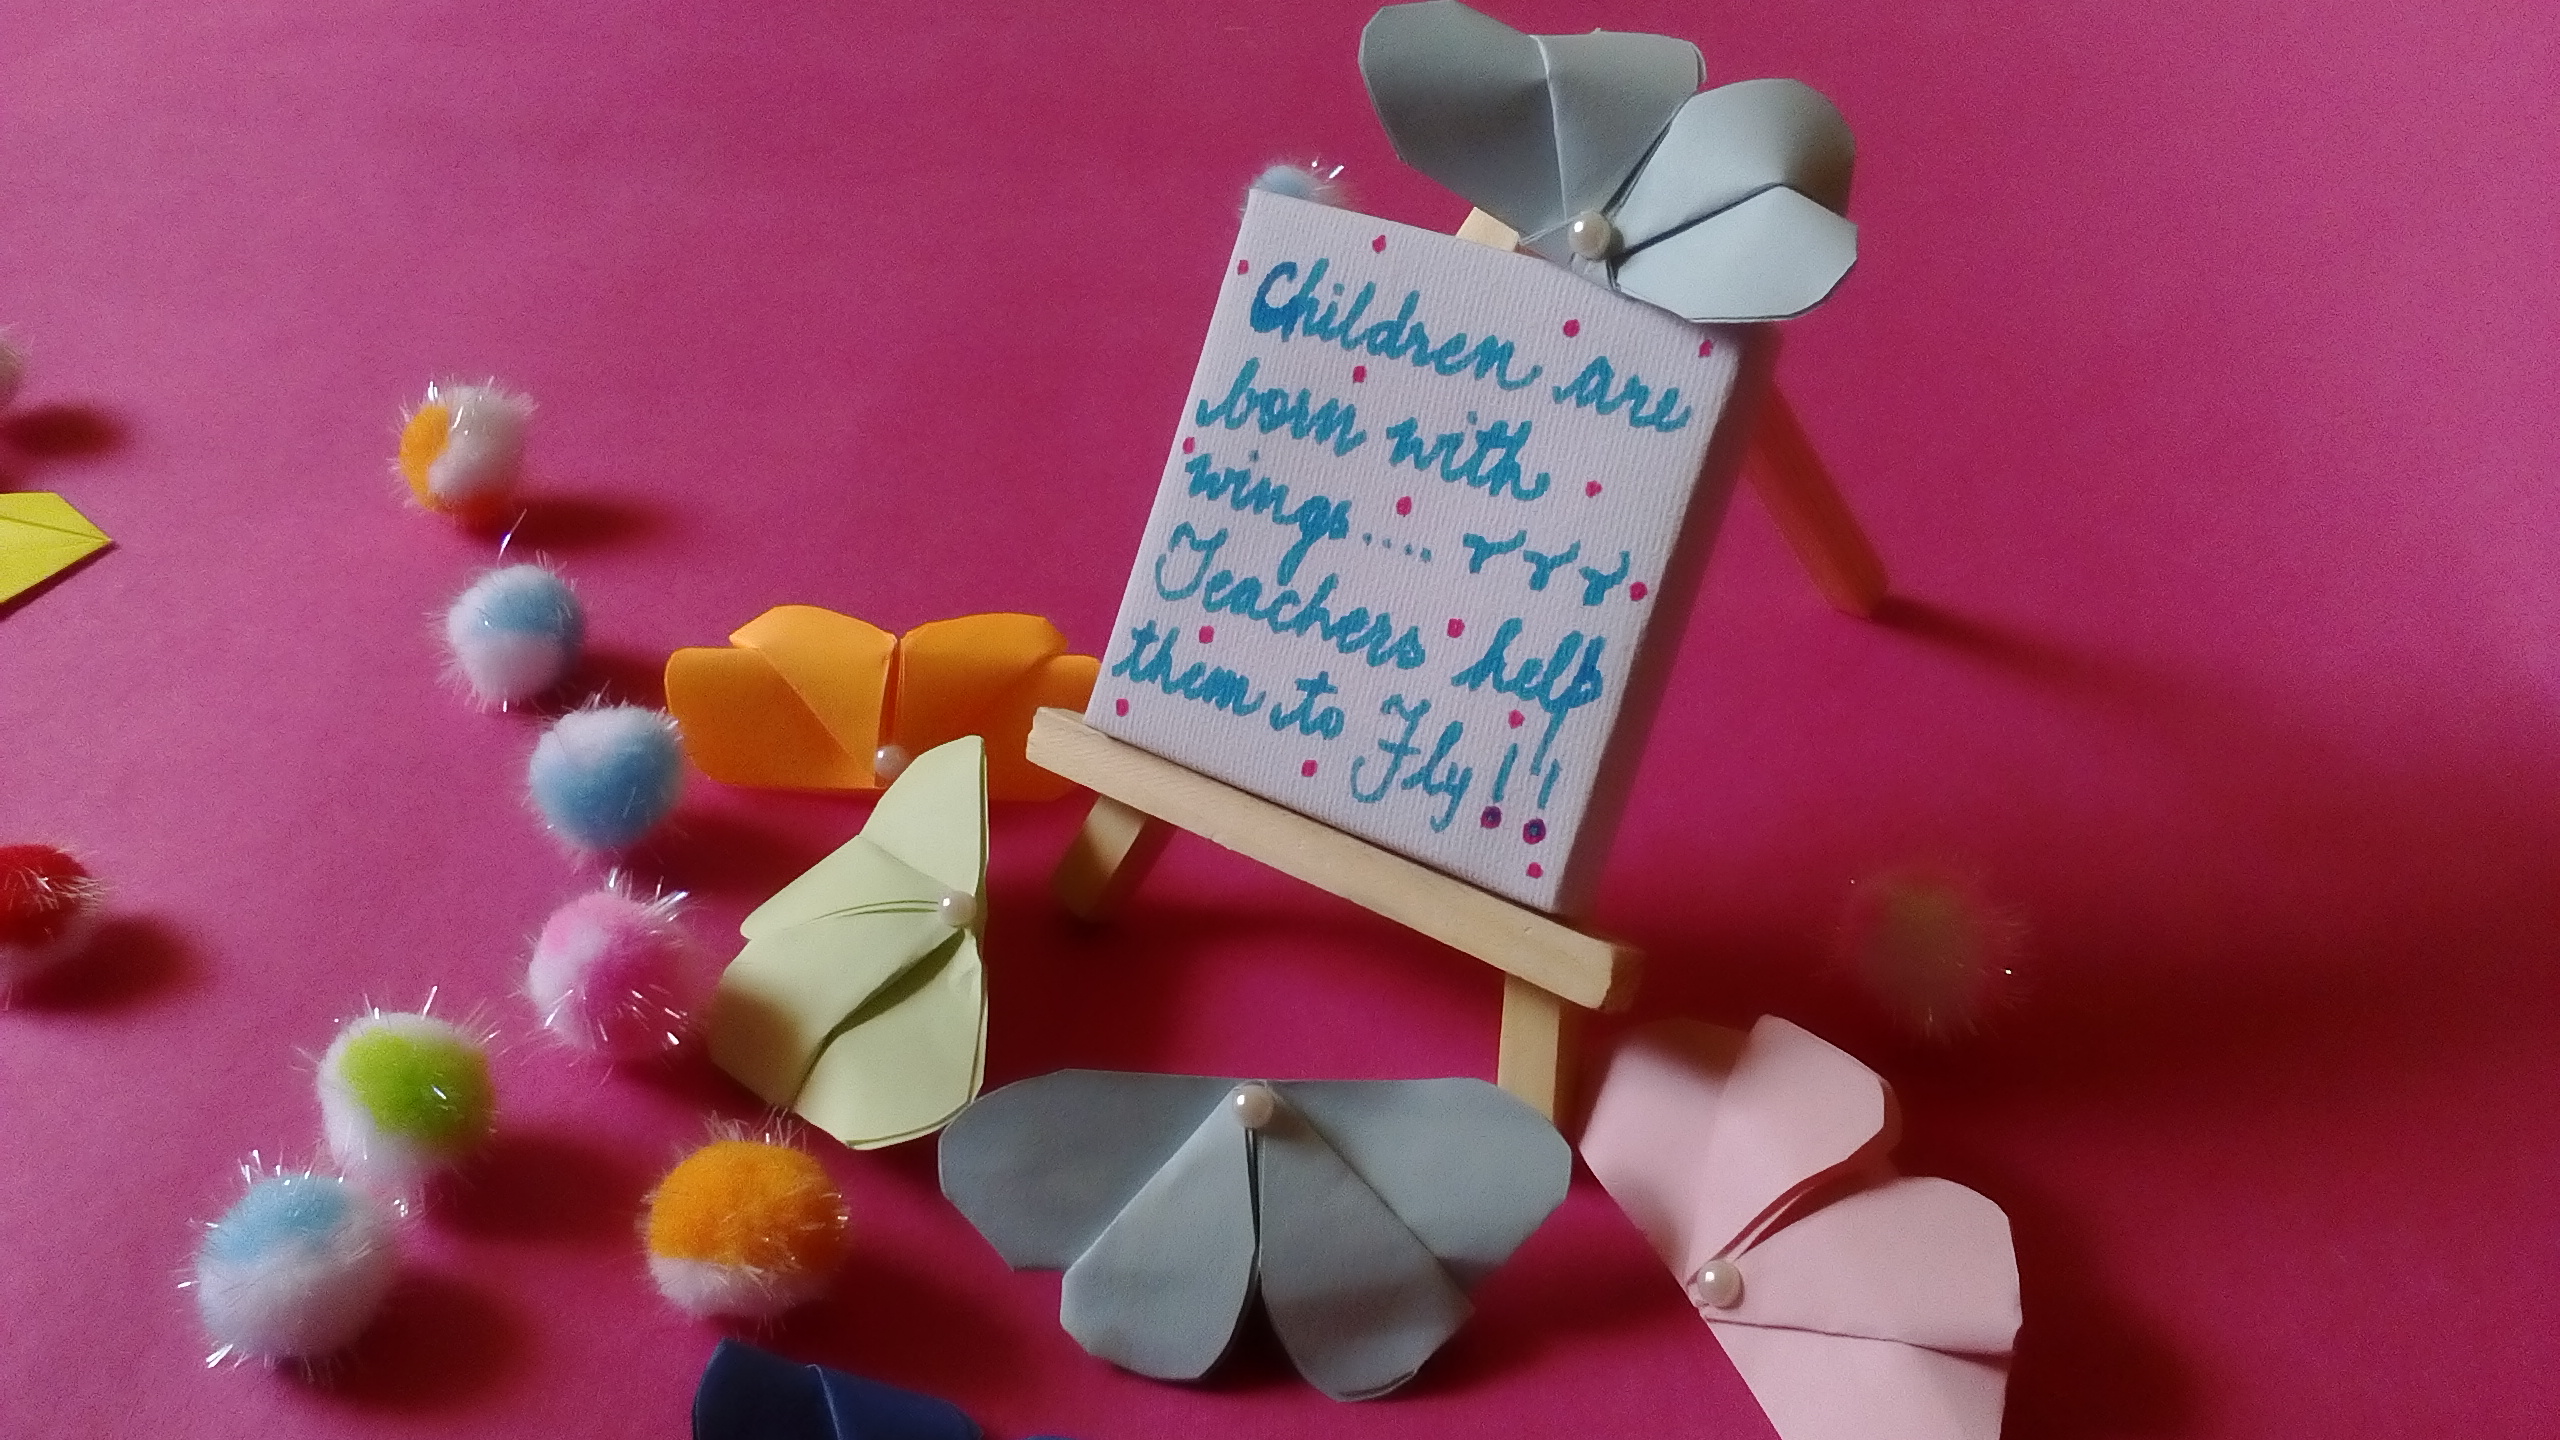 Children are
born with
wings....
Teachers help
them to Fly!!